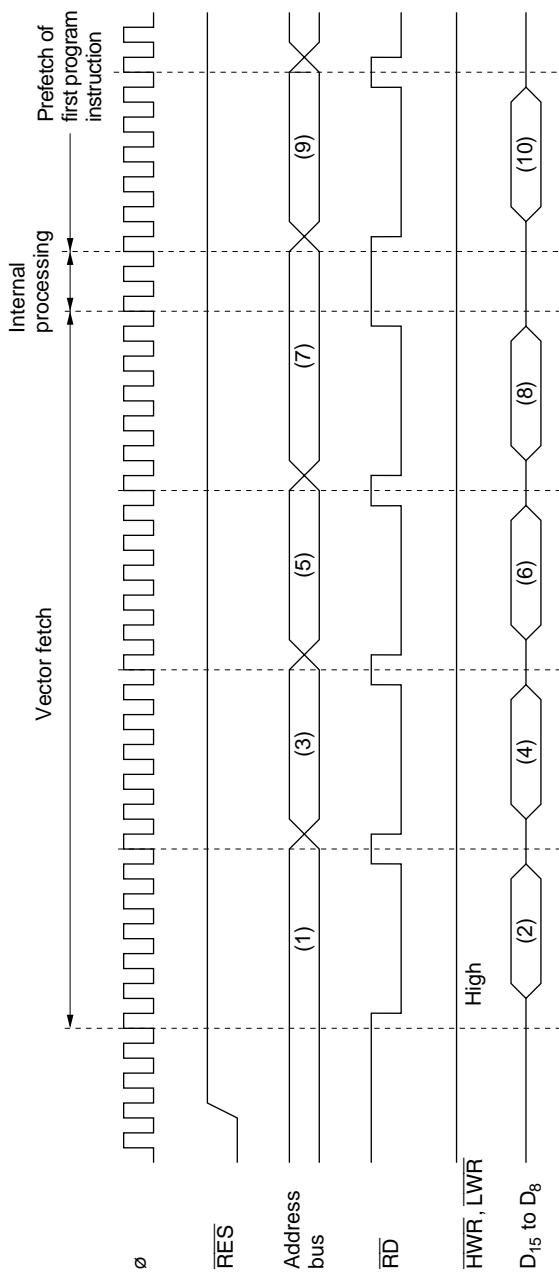 Vector fetch
Internal
processing
Prefetch of
first program
instruction
ø
RES
Address
bus
(1)
(3)
(5)
(7)
(9)
RD
HWR, LWR
High
D15 to D8
(2)
(4)
(6)
(8)
(10)